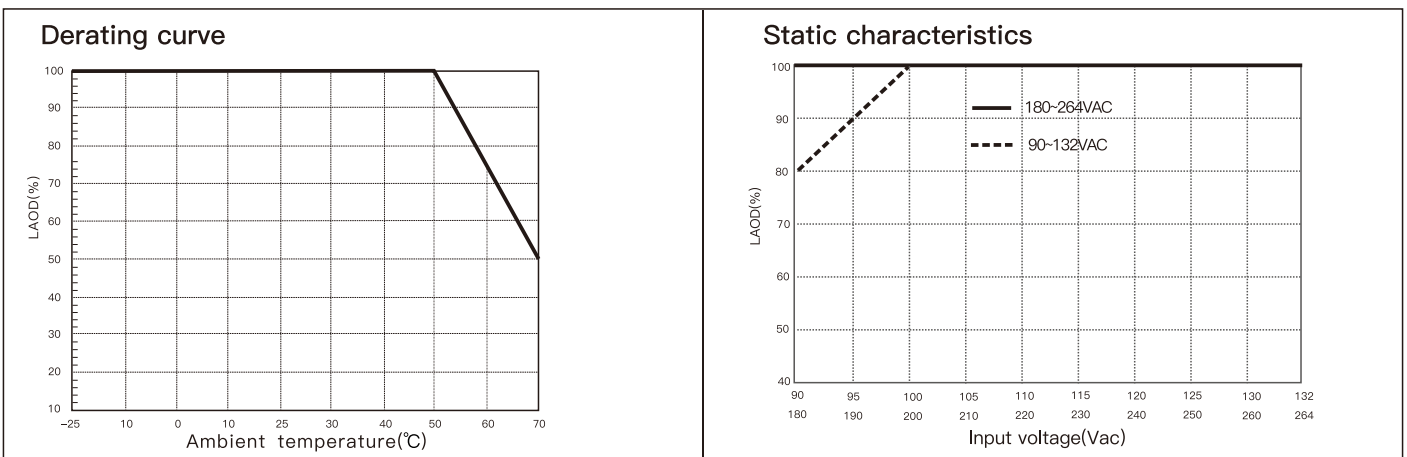 Derating curve
100
90
80
70
60
50
40
30
20
10
LAOD(%)
-25 10 0 10 25 30 40 50 60 70
Ambient temperature(℃)
Static characteristics
100
90
80
70
60
50
40
LAOD(%)
180~264VAC
90~132VAC
90 95 100 105 110 115 120 125 130 132
180 190 200 210 220 230 240 250 260 264
Input voltage(Vac)